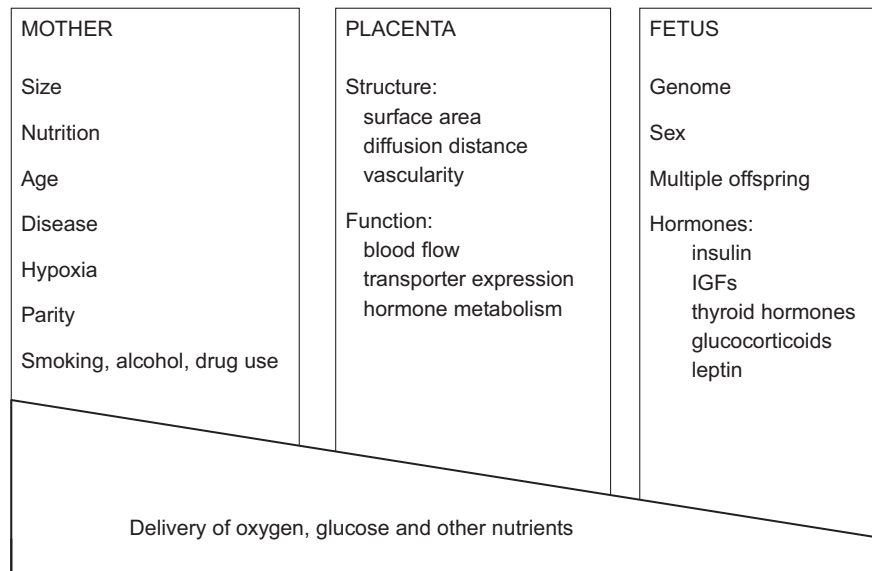 MOTHER
Size
Nutrition
Age
Disease
Hypoxia
Parity
Smoking, alcohol, drug use
PLACENTA
Structure:
surface area
diffusion distance
vascularity
Function:
blood flow
transporter expression
hormone metabolism
FETUS
Genome
Sex
Multiple offspring
Hormones:
insulin
IGFs
thyroid hormones
glucocorticoids
leptin
Delivery of oxygen, glucose and other nutrients